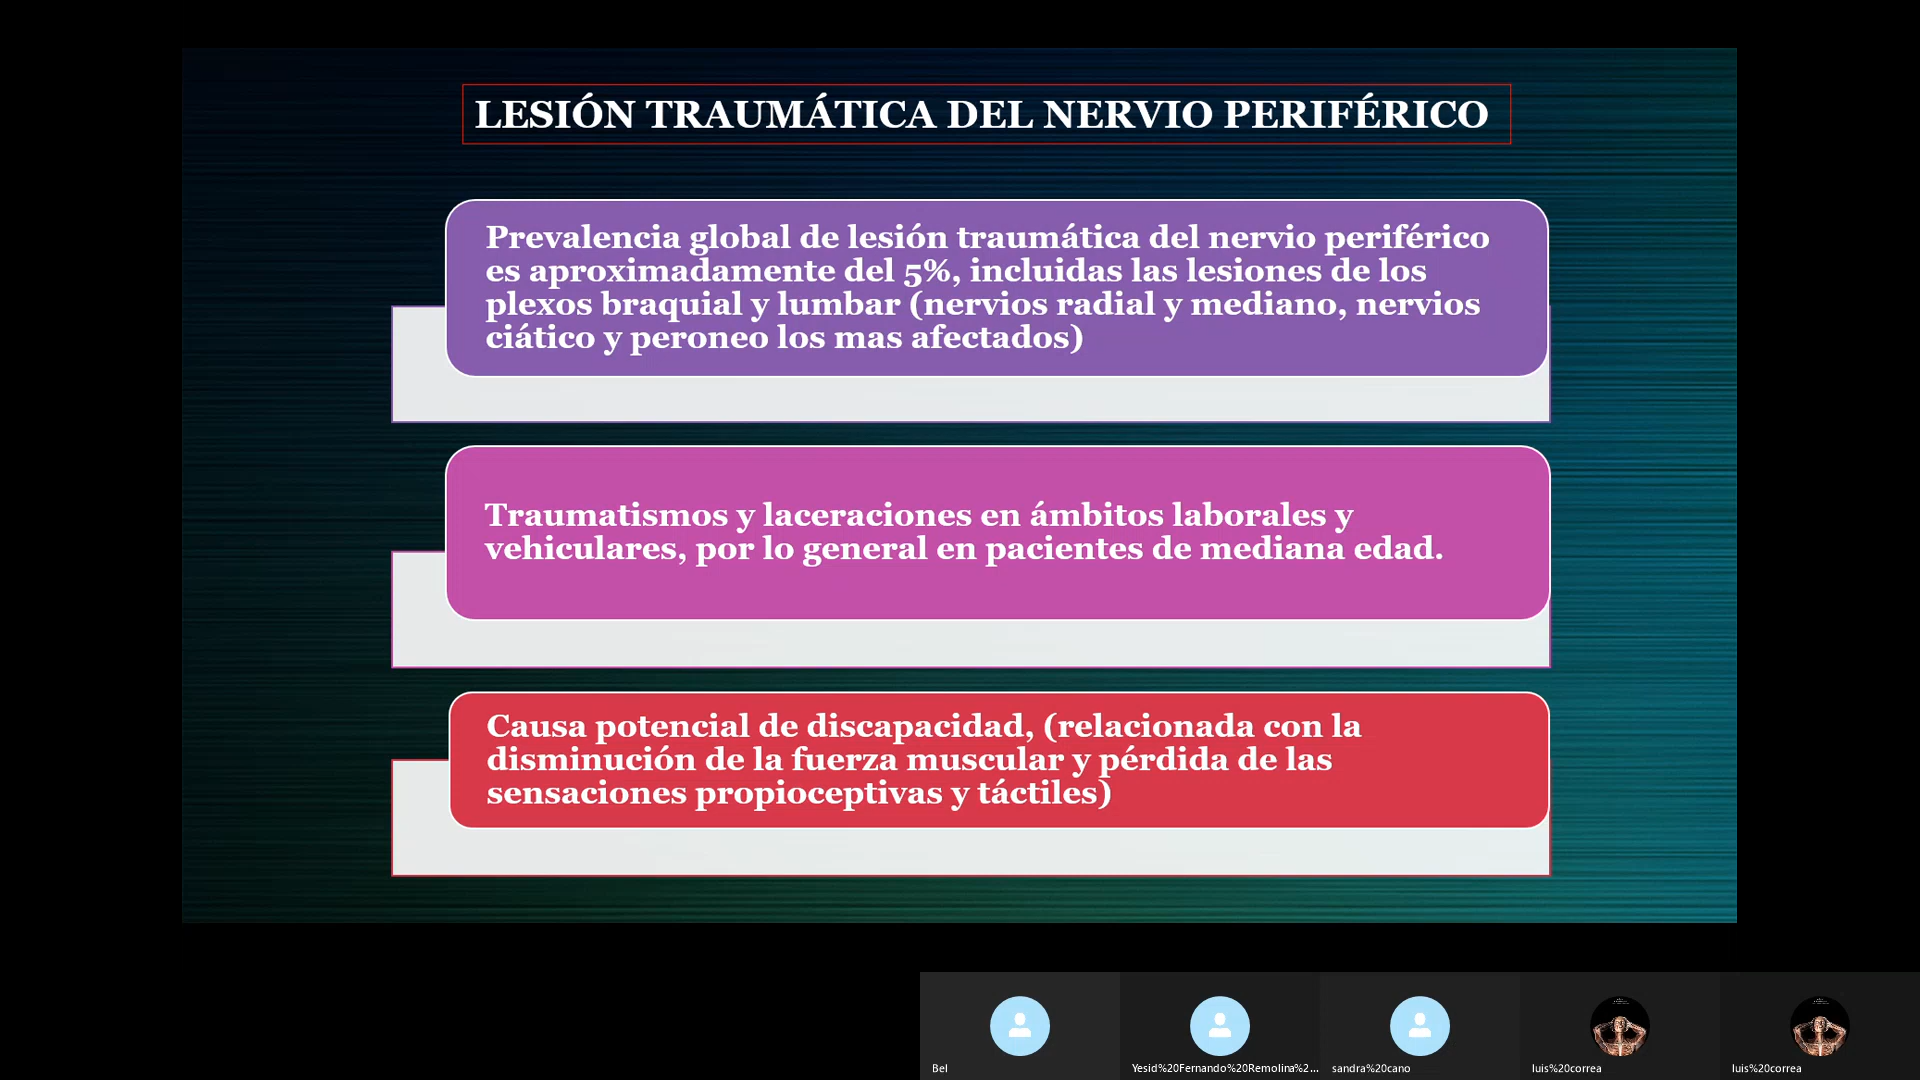 LESIÓN TRAUMÁTICA DEL NERVIO PERIFÉRICO
Prevalencia global de lesión traumática del nervio periférico
es aproximadamente del 5%, incluidas las lesiones de los
plexos braquial y lumbar (nervios radial y mediano, nervios
ciático y peroneo los mas afectados)
Traumatismos y laceraciones en ámbitos laborales y
vehiculares, por lo general en pacientes de mediana edad.
Causa potencial de discapacidad, (relacionada con la
disminución de la fuerza muscular y pérdida de las
sensaciones propioceptivas y táctiles)
Bel
Yesid%20Fernando%20Remolina%2...
sandra%20cano
luis%20correa
luis%20correa